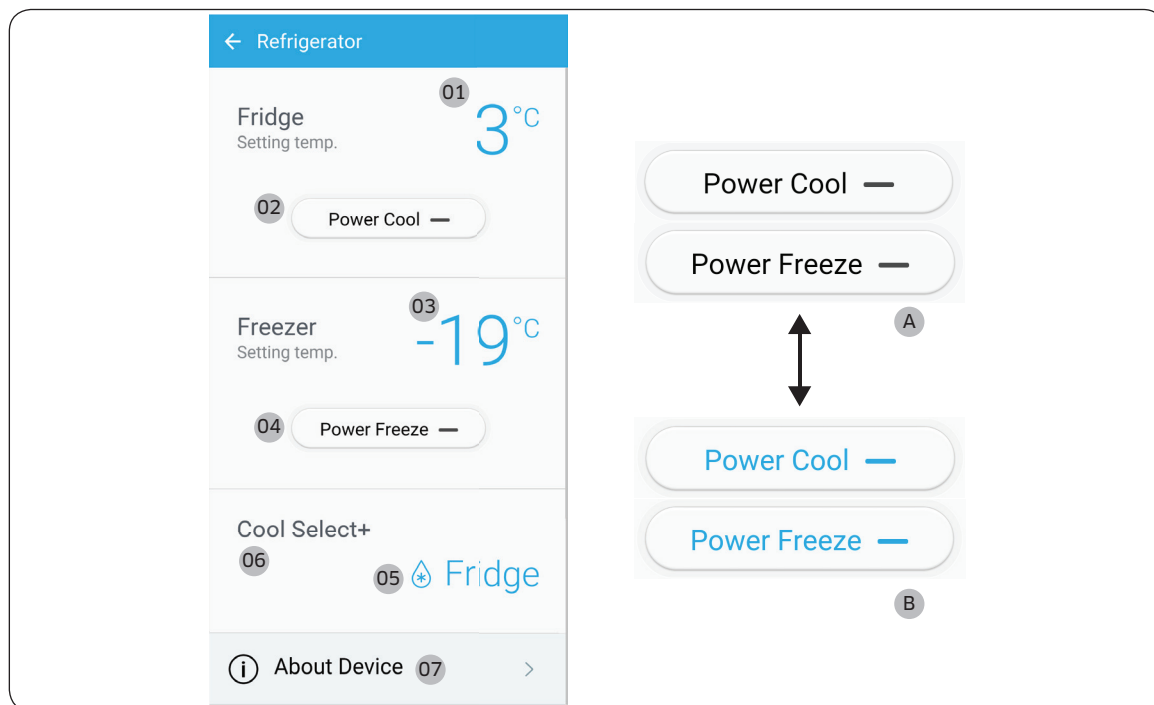 Refrigerator
01
Fridge
3°C
Setting temp.
02
Power Cool
03
Freezer
-19°C
Setting temp.
04
Power Freeze
Cool Select+
06
05
Fridge
i About Device 07
Power Cool
Power Freeze
A
Power Cool
Power Freeze
B